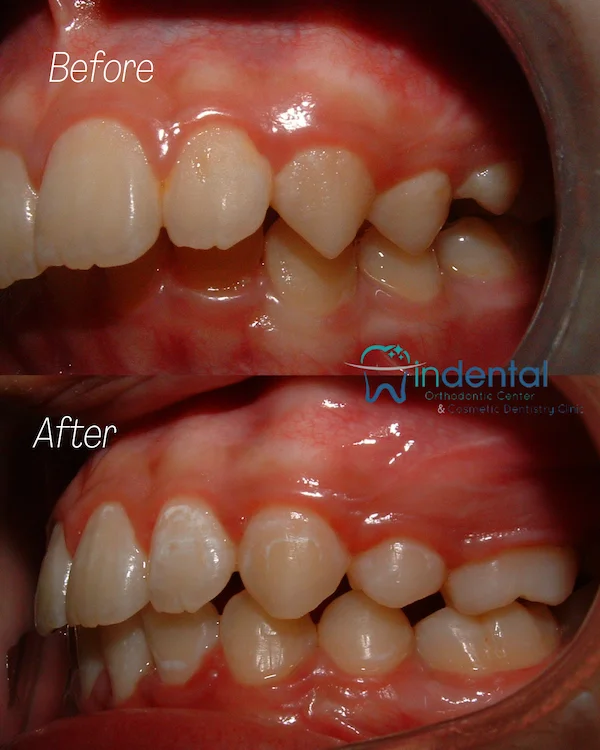 Before
indental
Orthodontic Center
& Cosmetic Dentistry Clinic
After